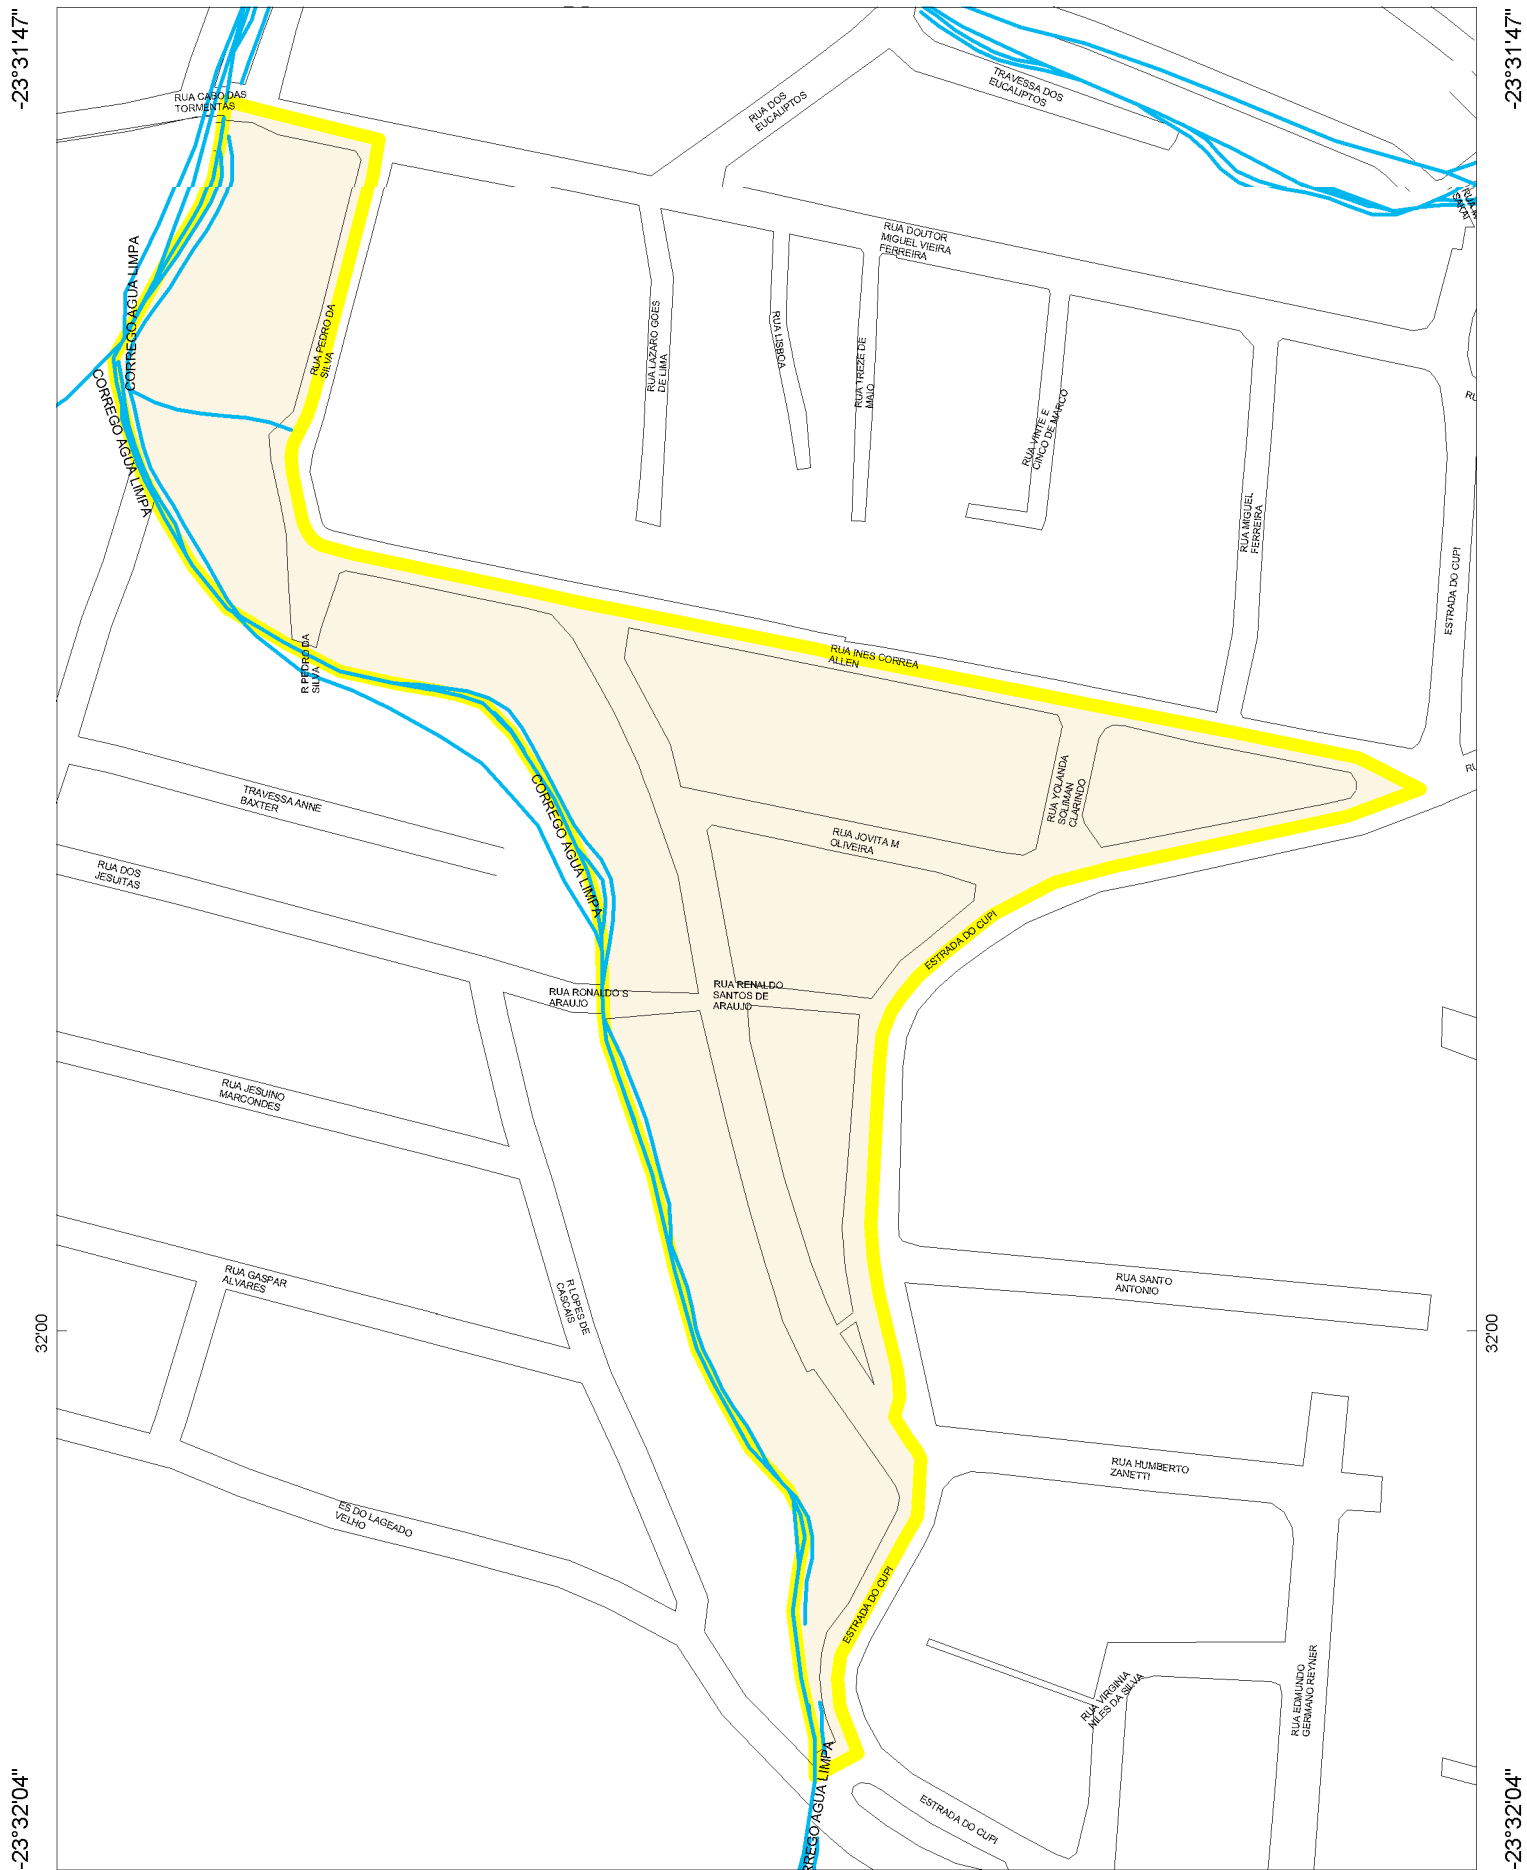 -23°31'47"
-23°31'47"
RUA CABO DAS
TORMENTAS
RUA DOS
EUCALIPTOS
TRAVESSA DOS
EUCALIPTOS
RUA DOUTOR
MIGUEL VIEIRA
FERREIRA
CORREGO AGUA LIMPA
CORREGO AGUA LIMPA
RUA PEDRO DA
SILVA
RUA LAZARO GOES
DE LIMA
RUA LISBOA
RUA TREZE DE
MAIO
RUA VINTE E
CINCO DE MARCO
RUA MIGUEL
FERREIRA
ESTRADA DO CUPI
RU
R PEDRO DA
SILVA
RUA INES CORREA
ALLEN
RU
TRAVESSA ANNE
BAXTER
CORREGO AGUA LIMPA
RUA YOLANDA
SOLIMAN
CLARINDO
RUA JOVITA M
OLIVEIRA
RUA DOS
JESUITAS
ESTRADA DO CUPI
RUA RONALDO S
ARAUJO
RUA RENALDO
SANTOS DE
ARAUJO
RUA JESUINO
MARCONDES
RUA GASPAR
ALVARES
R LOPES DE
CASCAIS
RUA SANTO
ANTONIO
32'00
32'00
RUA HUMBERTO
ZANETTI
ES DO LAGEADO
VELHO
ESTRADA DO CUPI
RUA VIRGINIA
NILES DA SILVA
RUA EDMUNDO
GERMANO REYNER
RREGO AGUA LIMPA
ESTRADA DO CUPI
-23°32'04"
-23°32'04"